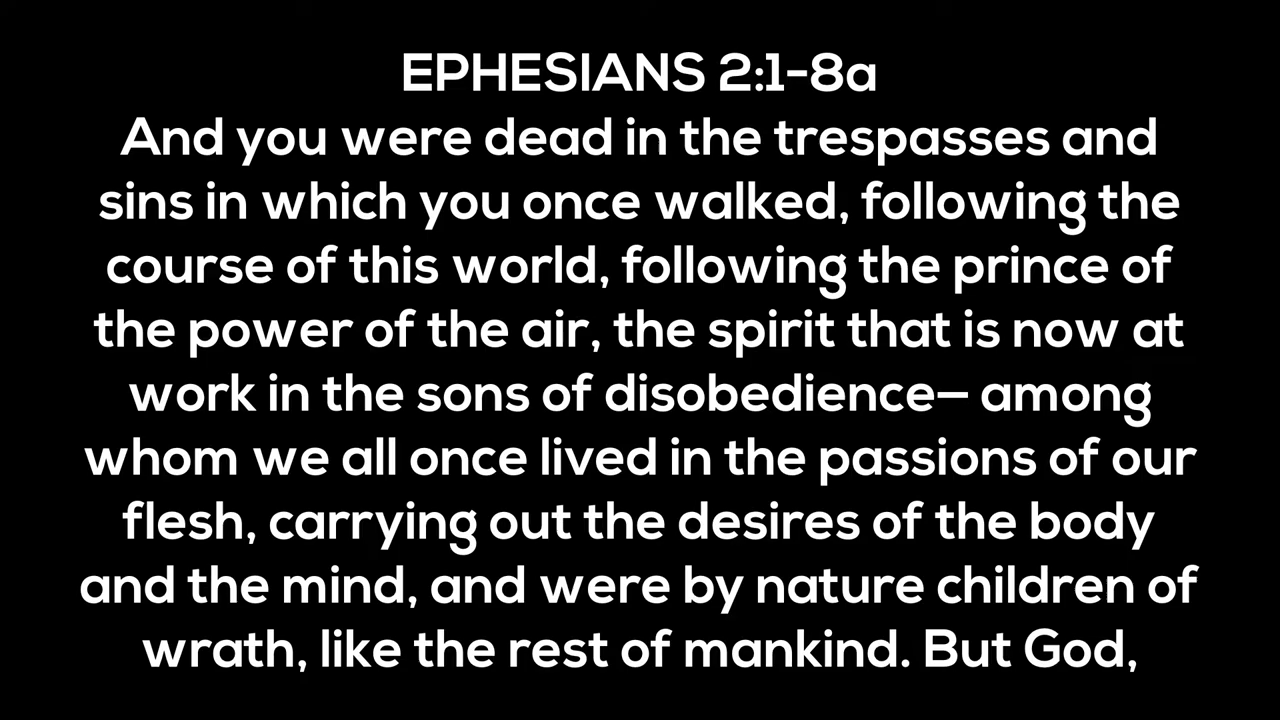 EPHESIANS 2:1-8a
And you were dead in the trespasses and
sins in which you once walked, following the
course of this world, following the prince of
the power of the air, the spirit that is now at
work in the sons of disobedience— among
whom we all once lived in the passions of our
flesh, carrying out the desires of the body
and the mind, and were by nature children of
wrath, like the rest of mankind. But God,